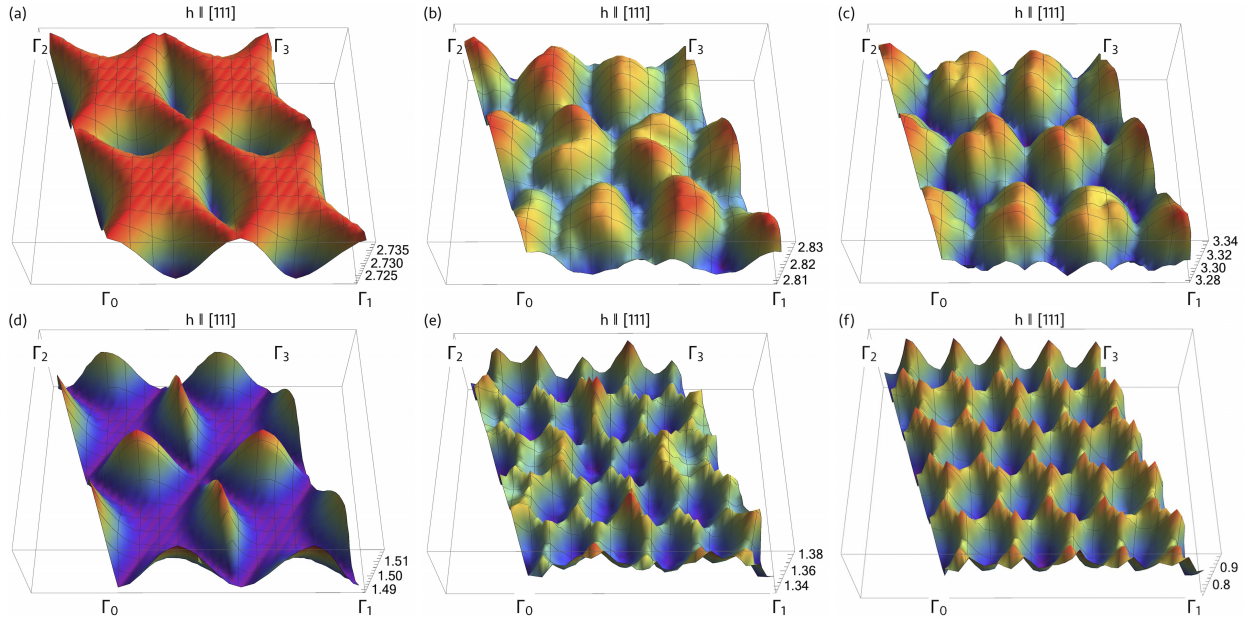 (a) h ∥ [111]
Γ2 Γ3
2.735
2.730
2.725
Γ0 Γ1
(b) h ∥ [111]
Γ2 Γ3
2.83
2.82
2.81
Γ0 Γ1
(c) h ∥ [111]
Γ2 Γ3
3.34
3.32
3.30
3.28
Γ0 Γ1
(d) h ∥ [111]
Γ2 Γ3
1.51
1.50
1.49
Γ0 Γ1
(e) h ∥ [111]
Γ2 Γ3
1.38
1.36
1.34
Γ0 Γ1
(f) h ∥ [111]
Γ2 Γ3
0.9
0.8
Γ0 Γ1